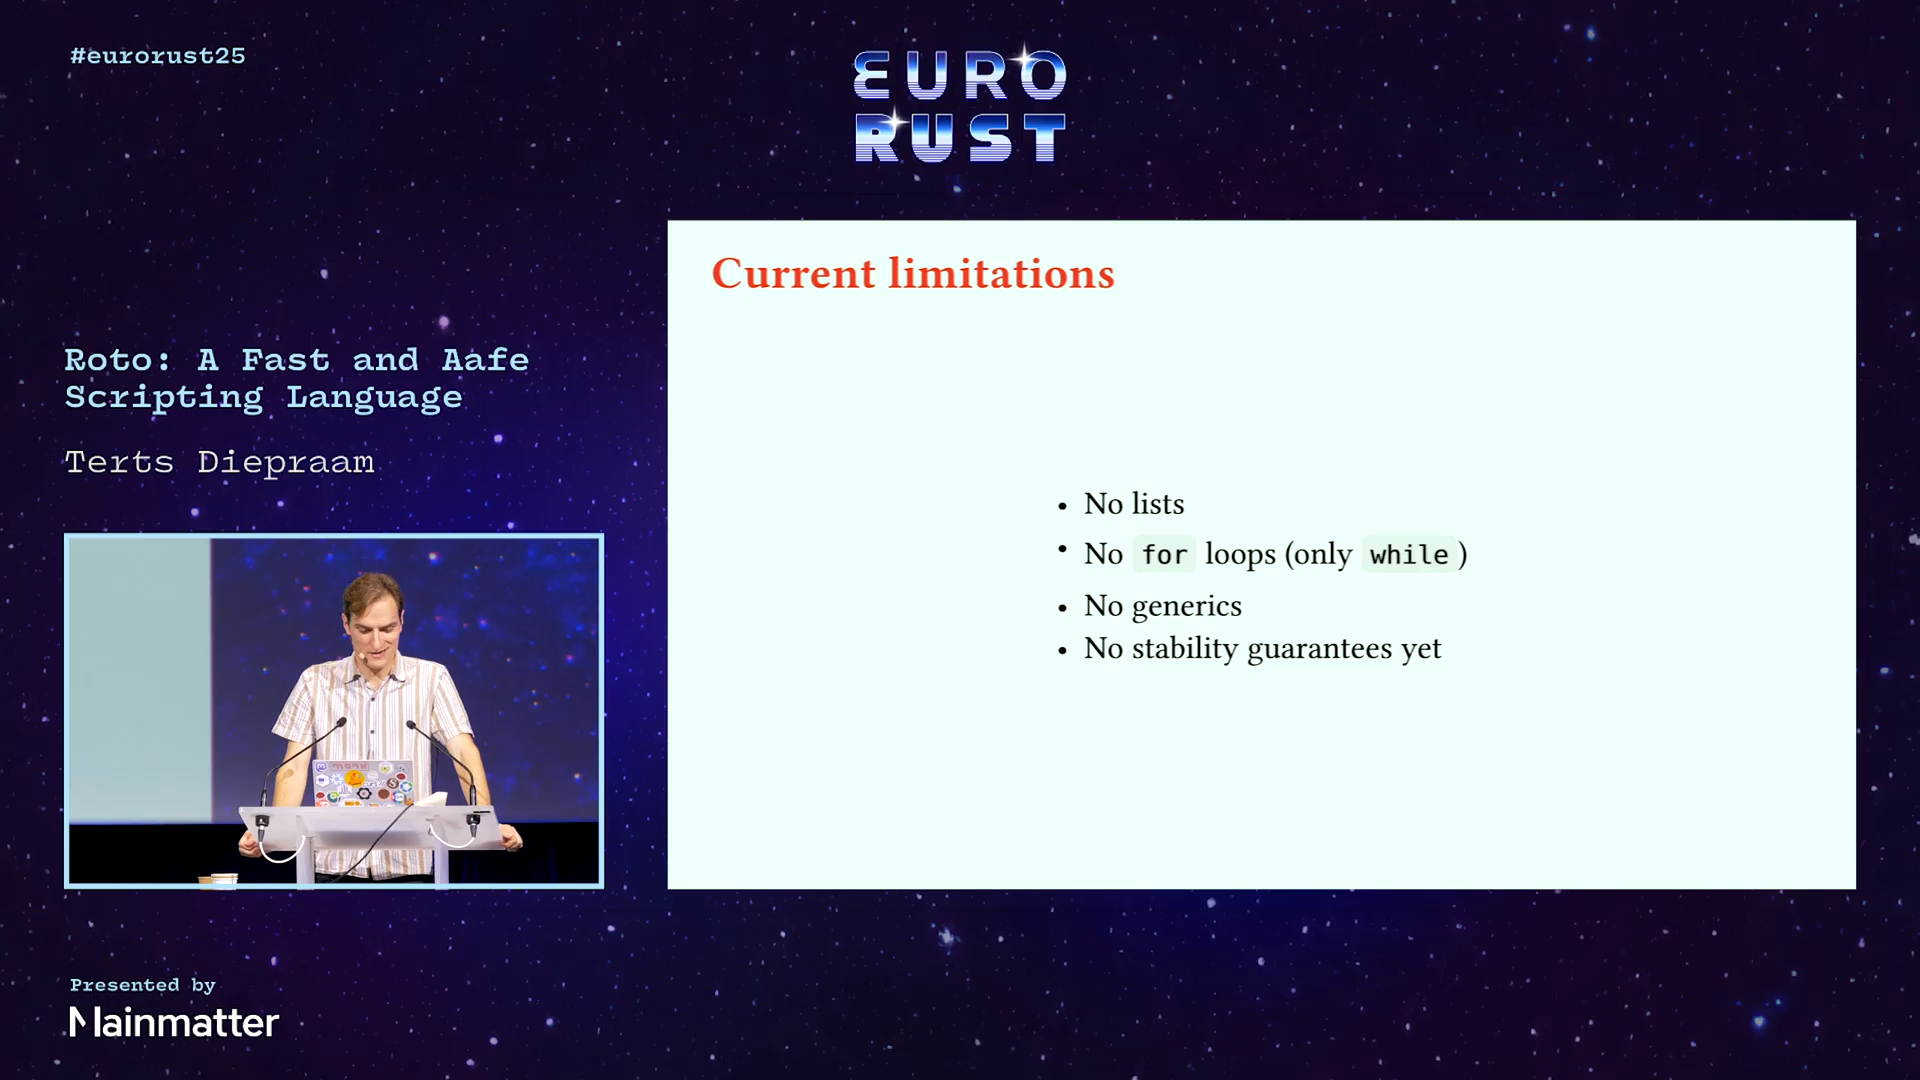 #eurorust25
EURO
RUST
Roto: A Fast and Aafe
Scripting Language
Terts Diepraam
Current limitations
• No lists
• No for loops (only while)
• No generics
• No stability guarantees yet
Presented by
Mainmatter